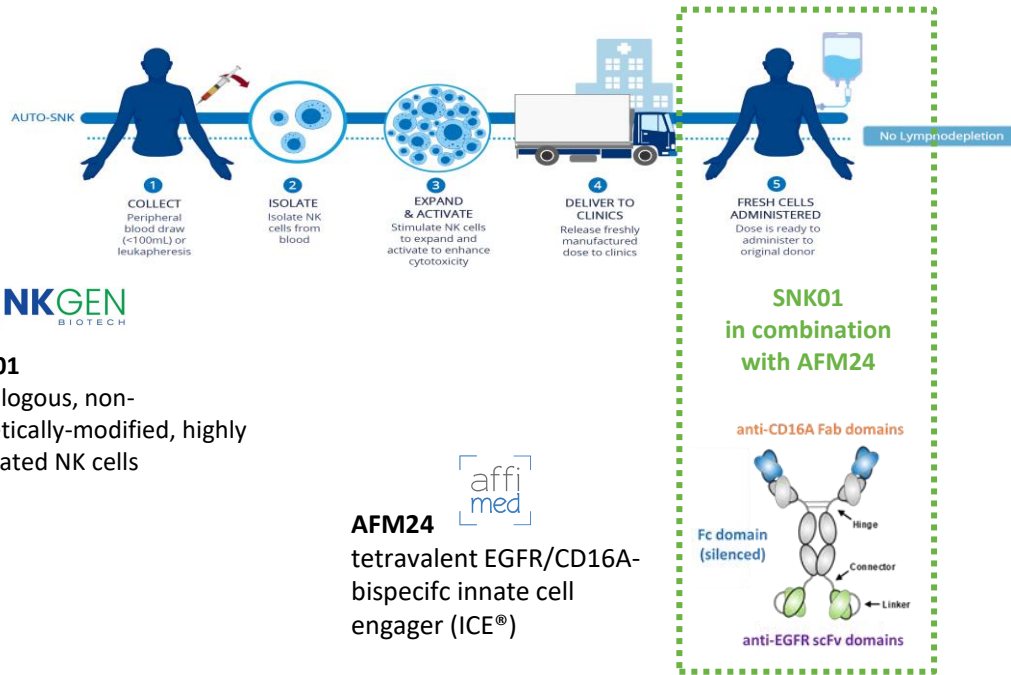 AUTO-SNK
No Lympnodepletion
1
COLLECT
Peripheral
blood draw
(<100mL) or
leukapheresis
2
ISOLATE
Isolate NK
cells from
blood
3
EXPAND
& ACTIVATE
Stimulate NK cells
to expand and
activate to enhance
cytotoxicity
4
DELIVER TO
CLINICS
Release freshly
manufactured
dose to clinics
5
FRESH CELLS
ADMINISTERED
Dose is ready to
administer to
original donor
NKGEN
BIOTECH
01
logous, non-
tically-modified, highly
ated NK cells
affi
med
AFM24
tetravalent EGFR/CD16A-
bispecifc innate cell
engager (ICE®)
SNK01
in combination
with AFM24
anti-CD16A Fab domains
Hinge
Fc domain
(silenced)
Connector
Linker
anti-EGFR scFv domains